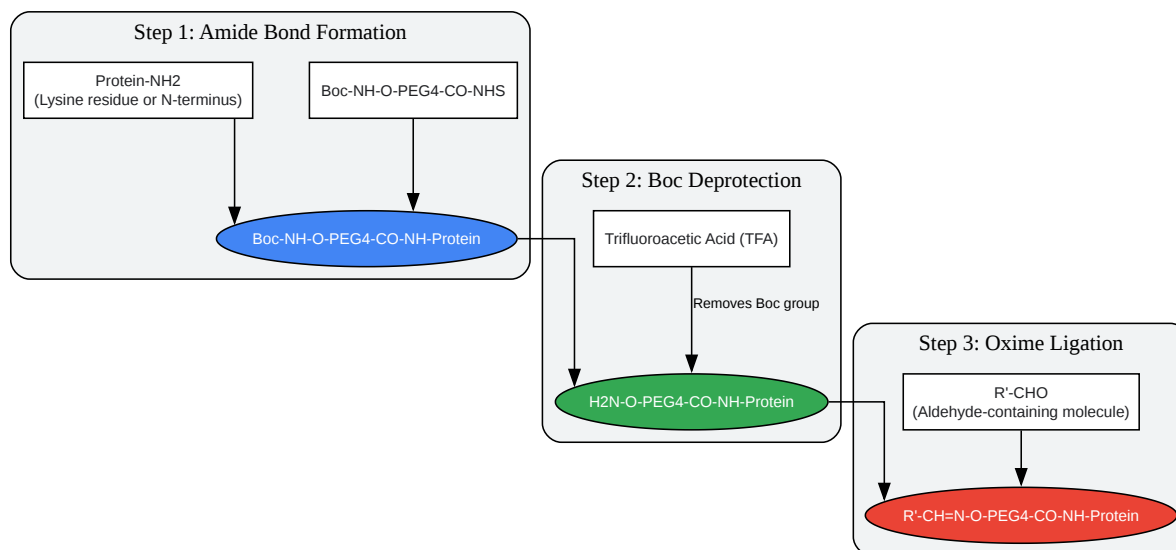 Step 1: Amide Bond Formation
Protein-NH2
(Lysine residue or N-terminus)
Boc-NH-O-PEG4-CO-NHS
Boc-NH-O-PEG4-CO-NH-Protein
Step 2: Boc Deprotection
Trifluoroacetic Acid (TFA)
Removes Boc group
H2N-O-PEG4-CO-NH-Protein
Step 3: Oxime Ligation
R'-CHO
(Aldehyde-containing molecule)
R'-CH=N-O-PEG4-CO-NH-Protein